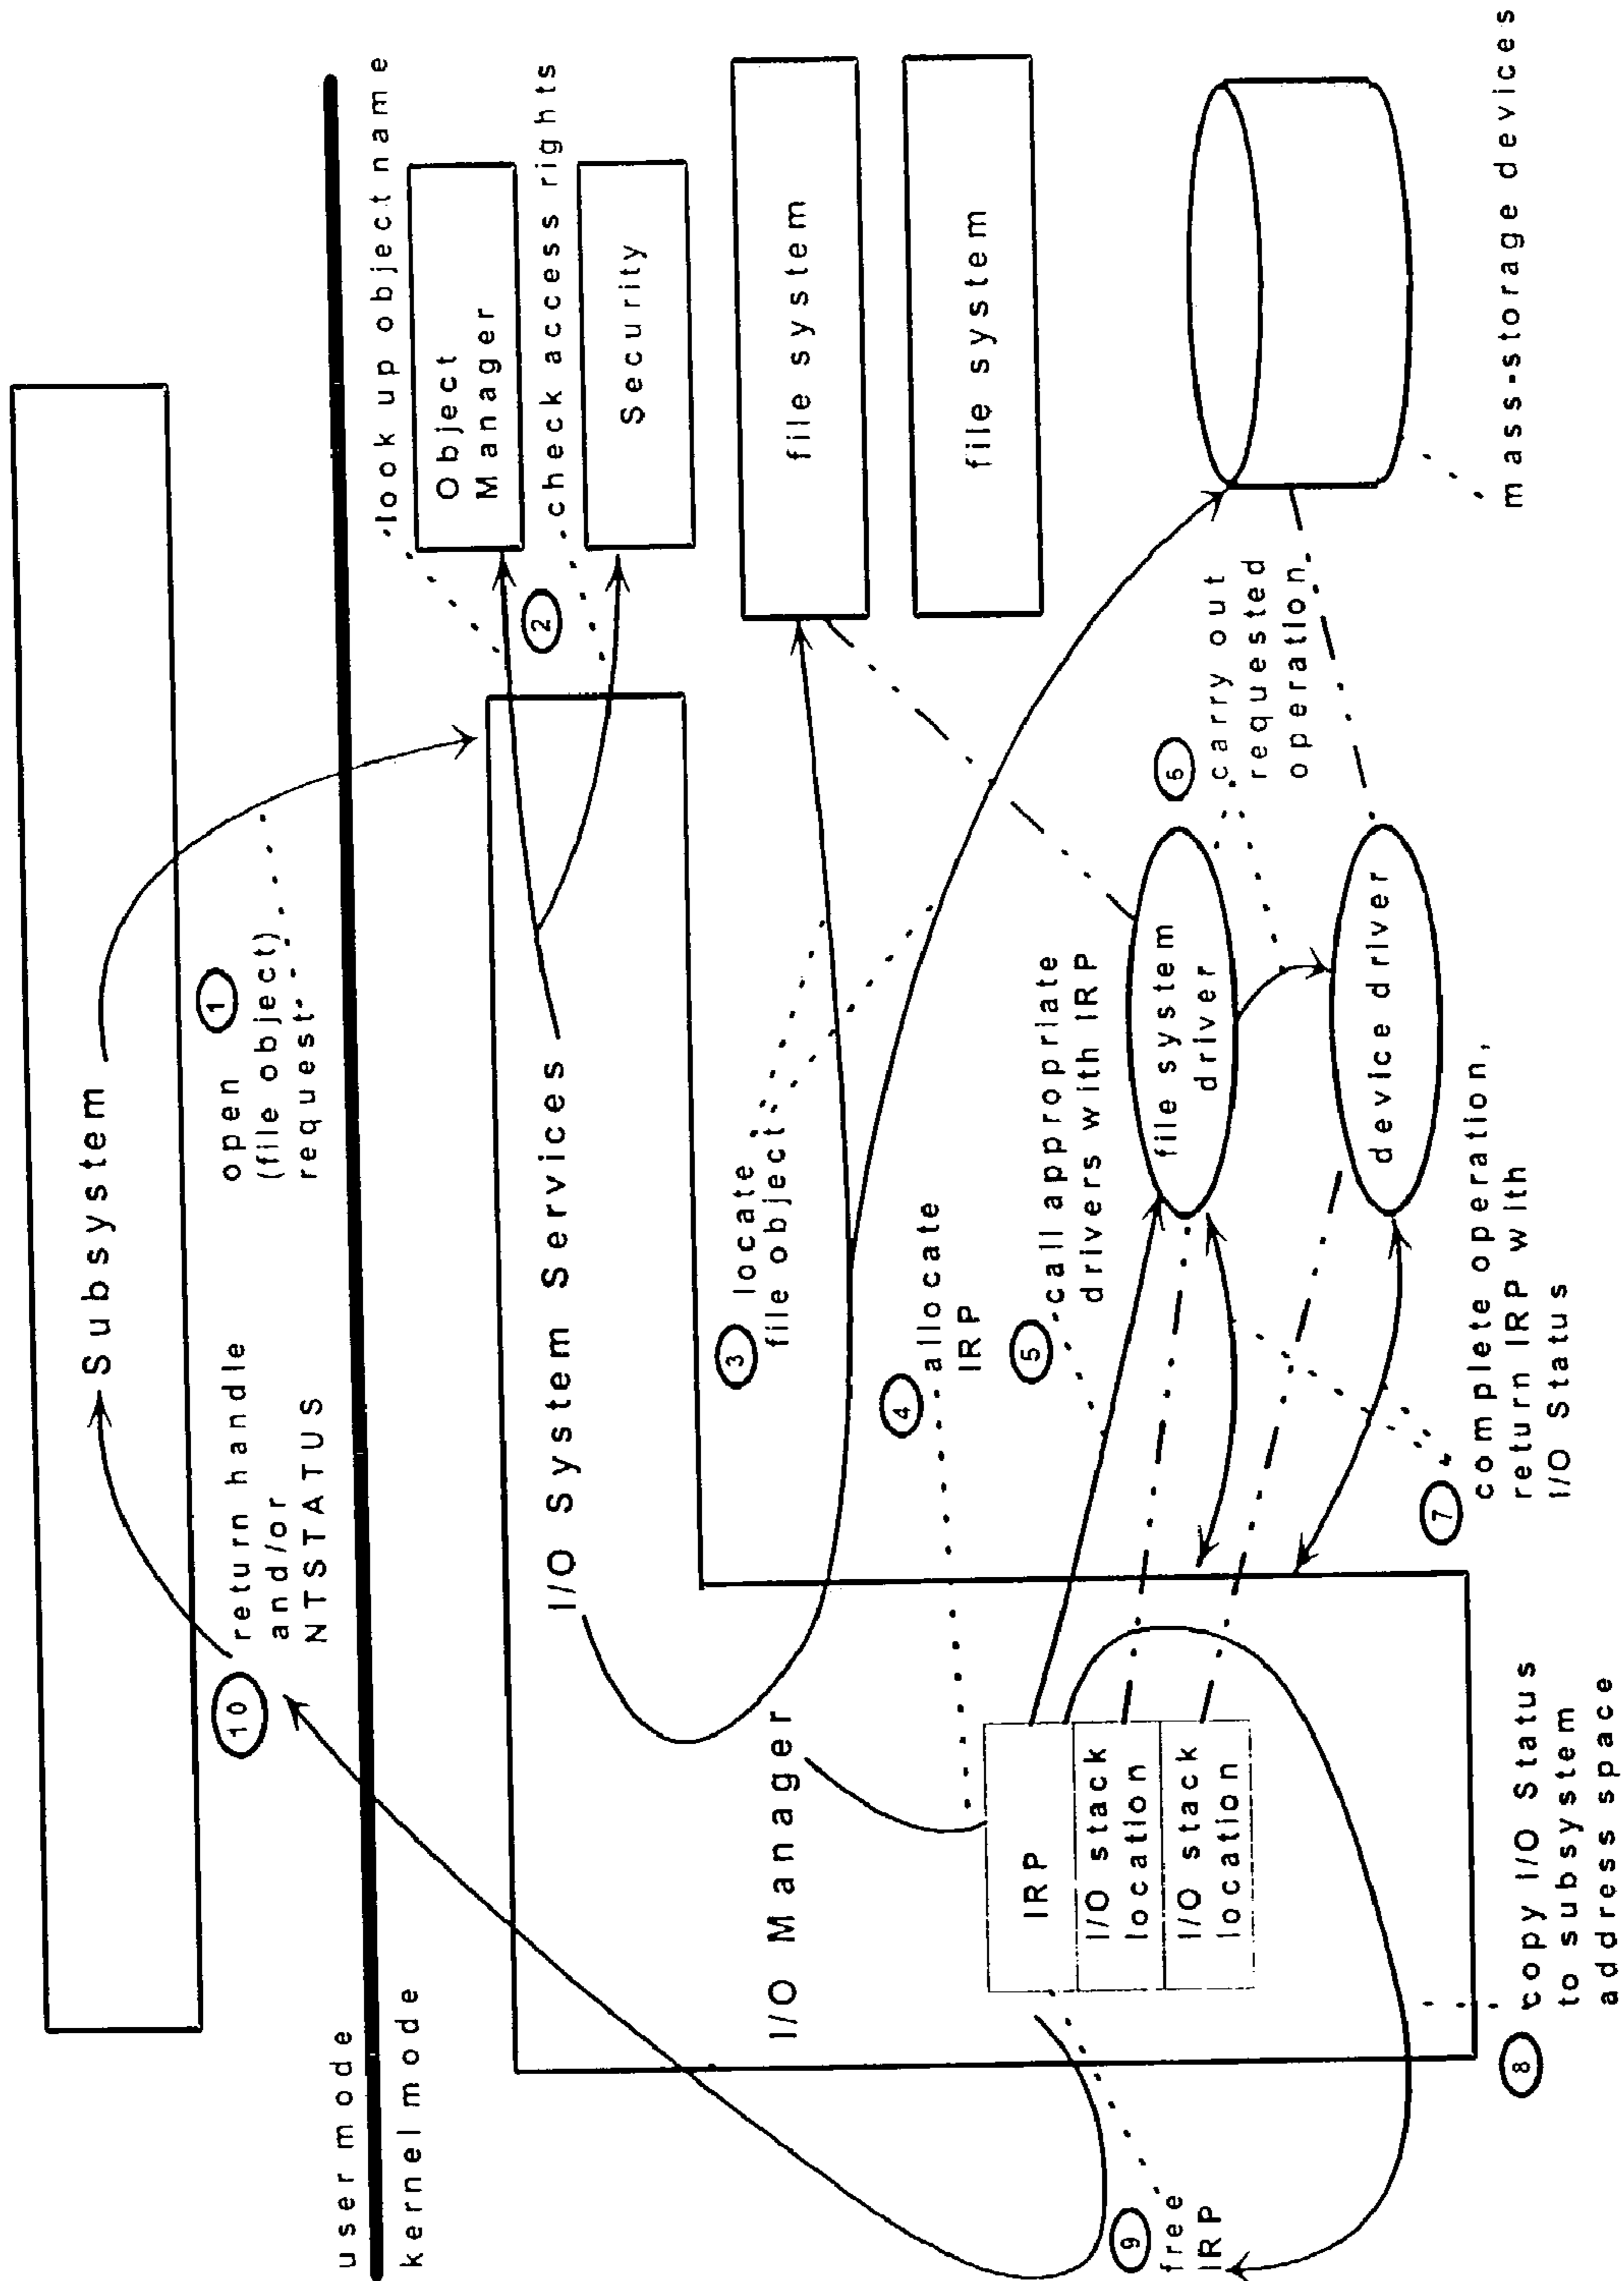 Subsystem
1
open
(file object)
request
10
return handle
and/or
NTSTATUS
user mode
kernel mode
look up object name
Object
Manager
2
check access rights
Security
I/O System Services
file system
file system
3
locate
file object
I/O Manager
4
allocate
IRP
5
call appropriate
drivers with IRP
IRP
I/O stack
location
I/O stack
location
file system
driver
device driver
6
carry out
requested
operation
7
complete operation,
return IRP with
I/O Status
mass-storage devices
8
copy I/O Status
to subsystem
address space
9
free
IRP